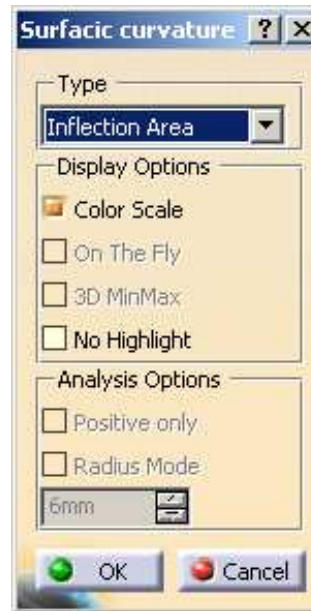 Surfacic curvature ? X
Type
Inflection Area
Display Options
Color Scale
On The Fly
3D MinMax
No Highlight
Analysis Options
Positive only
Radius Mode
6mm
OK Cancel